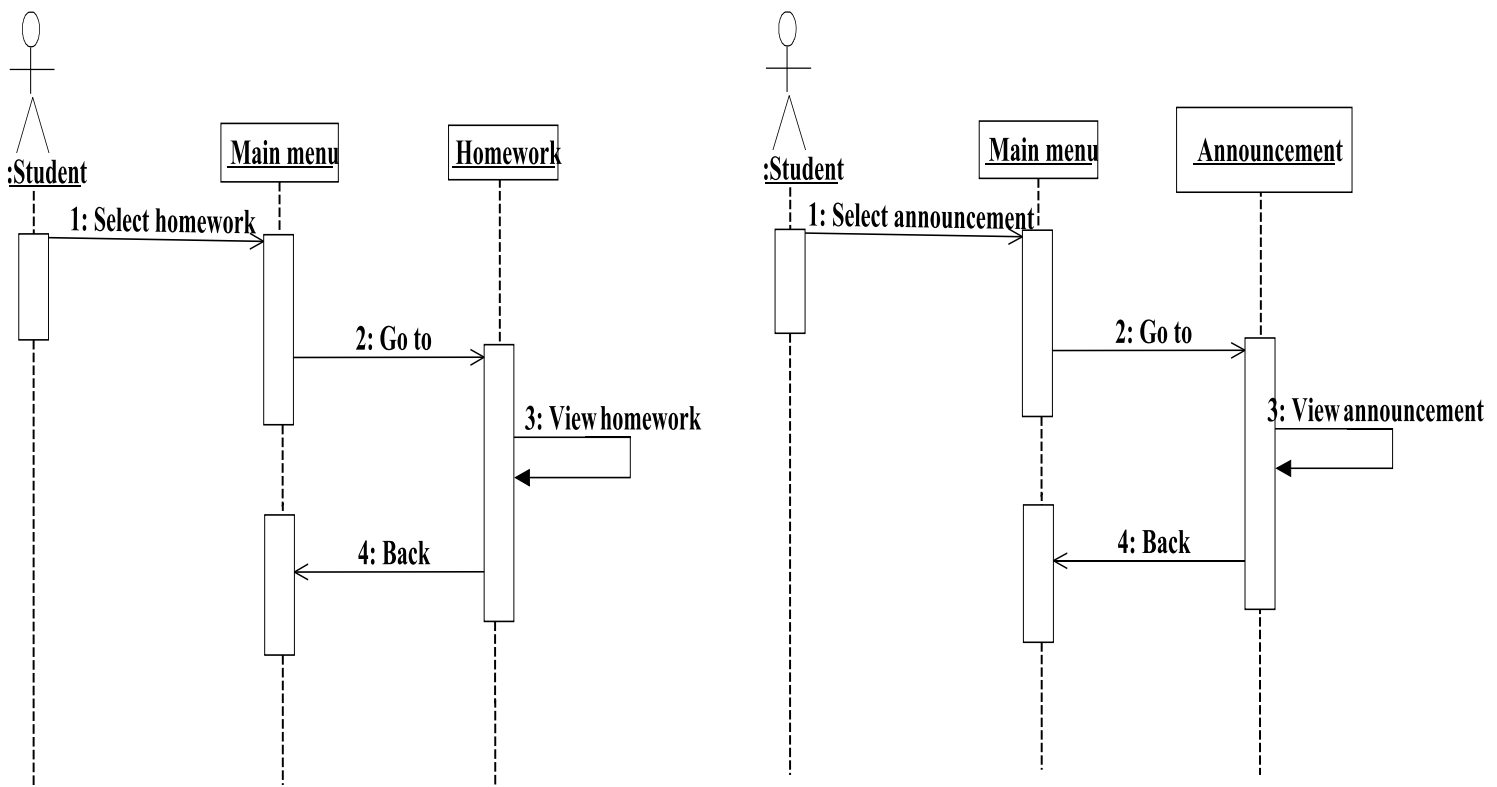 :Student
Main menu
Homework
1: Select homework
2: Go to
3: View homework
4: Back
:Student
Main menu
Announcement
1: Select announcement
2: Go to
3: View announcement
4: Back